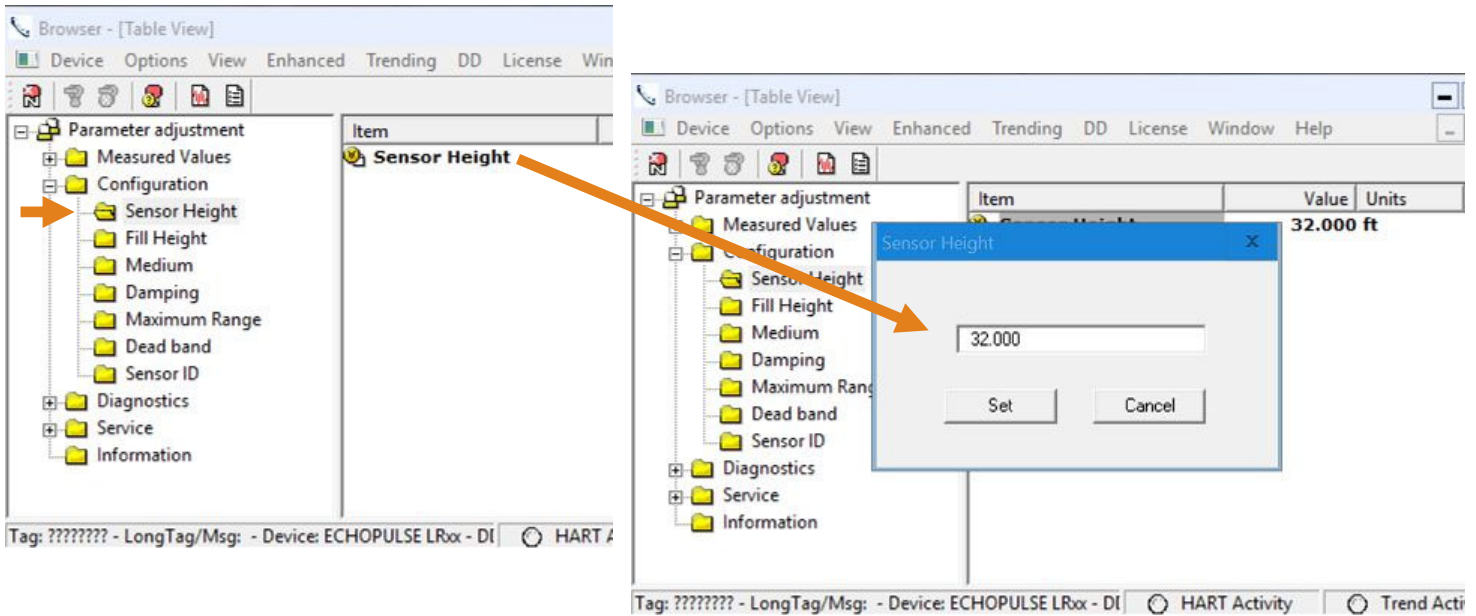 Browser - [Table View]
Device Options View Enhanced Trending DD License Win
Parameter adjustment
Measured Values
Configuration
Sensor Height
Fill Height
Medium
Damping
Maximum Range
Dead band
Sensor ID
Diagnostics
Service
Information
Item
Sensor Height
Tag: ???????? - LongTag/Msg: - Device: ECHOPULSE LRxx - DI HART A
Browser - [Table View]
Device Options View Enhanced Trending DD License Window Help
Parameter adjustment
Measured Values
Configuration
Sensor Height
Fill Height
Medium
Damping
Maximum Rang
Dead band
Sensor ID
Diagnostics
Service
Information
Item Value Units
Sensor Height 32.000 ft
Sensor Height
32.000
Set Cancel
Tag: ???????? - LongTag/Msg: - Device: ECHOPULSE LRxx - DI HART Activity Trend Activ